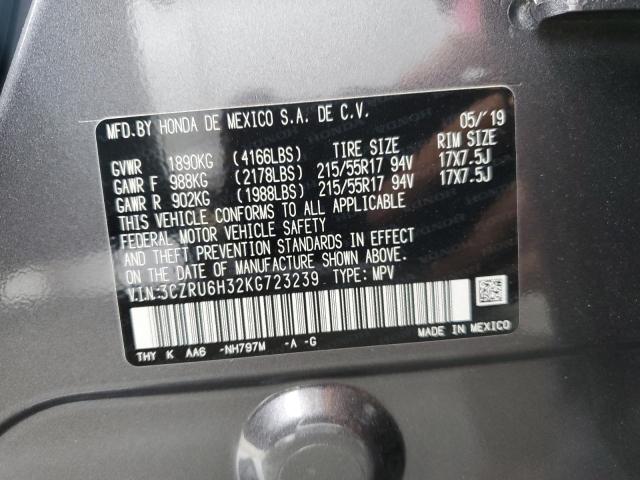 MFD.BY HONDA DE MEXICO S.A. DE C.V. 05/'19
GVWR 1890KG (4166LBS) TIRE SIZE RIM SIZE
GAWR F 988KG (2178LBS) 215/55R17 94V 17X7.5J
GAWR R 902KG (1988LBS) 215/55R17 94V 17X7.5J
THIS VEHICLE CONFORMS TO ALL APPLICABLE
FEDERAL MOTOR VEHICLE SAFETY
AND THEFT PREVENTION STANDARDS IN EFFECT
ON THE DATE OF MANUFACTURE SHOWN ABOVE.
V.I.N.:3CZRU6H32KG723239 TYPE: MPV
THY K AA6 -NH797M -A -G MADE IN MEXICO